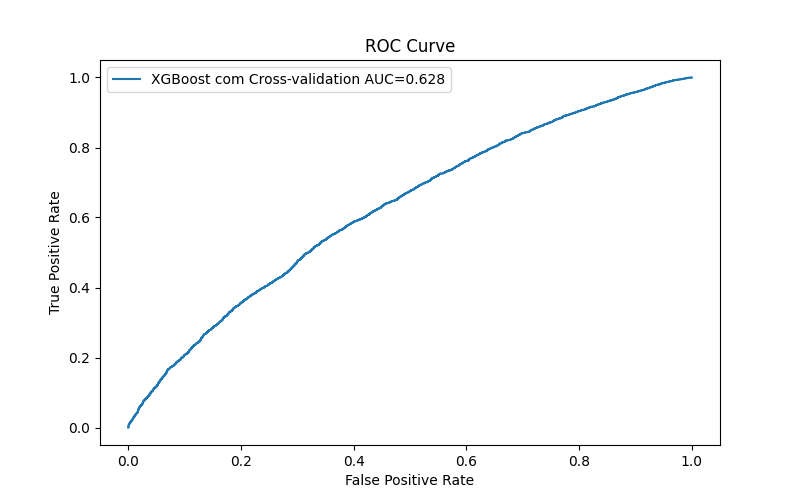 ROC Curve
XGBoost com Cross-validation AUC=0.628
1.0
0.8
0.6
0.4
0.2
0.0
True Positive Rate
0.0 0.2 0.4 0.6 0.8 1.0
False Positive Rate